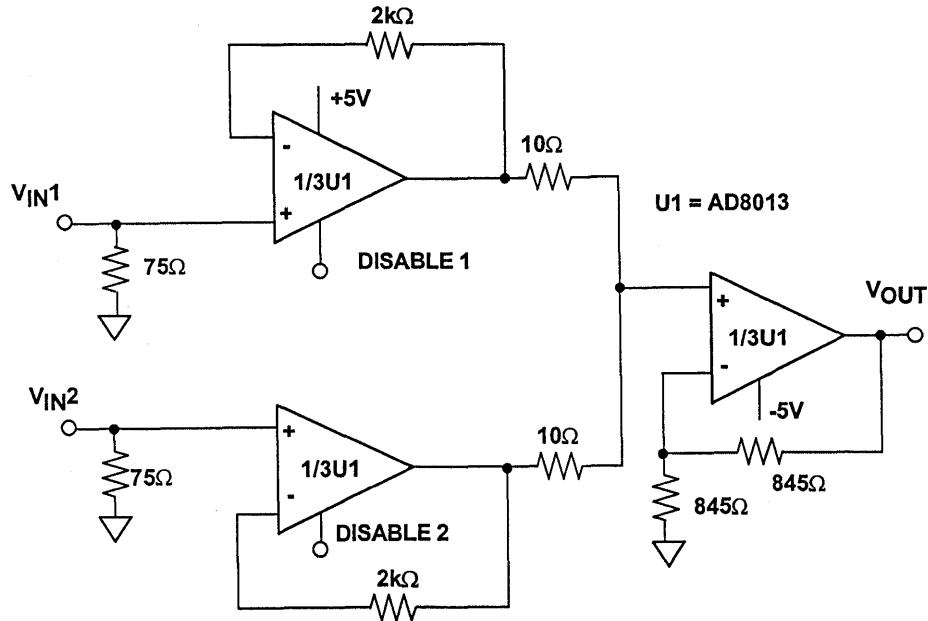 2kΩ
+5V
-
1/3U1
+
10Ω
VIN1
75Ω
DISABLE 1
U1 = AD8013
+
1/3U1
-
VOUT
-5V
VIN2
75Ω
+
1/3U1
-
10Ω
DISABLE 2
845Ω
845Ω
2kΩ